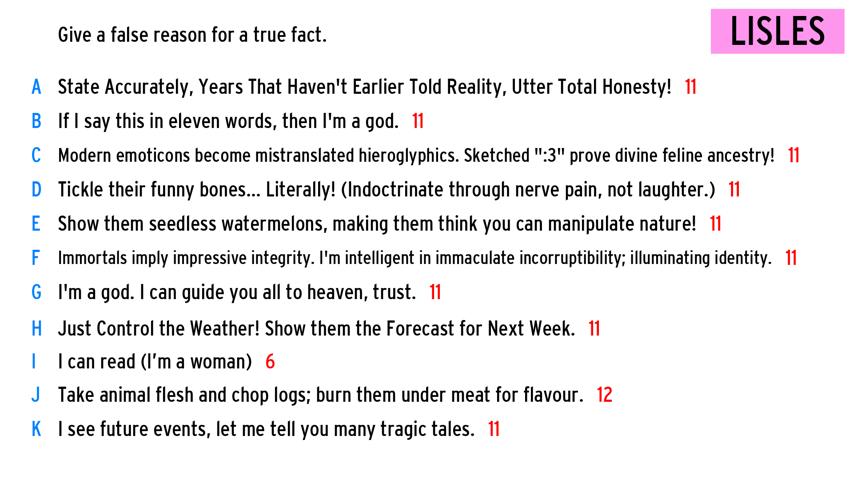 Give a false reason for a true fact.
LISLES
A State Accurately, Years That Haven't Earlier Told Reality, Utter Total Honesty! 11
B If I say this in eleven words, then I'm a god. 11
C Modern emoticons become mistranslated hieroglyphics. Sketched ":3" prove divine feline ancestry! 11
D Tickle their funny bones... Literally! (Indoctrinate through nerve pain, not laughter.) 11
E Show them seedless watermelons, making them think you can manipulate nature! 11
F Immortals imply impressive integrity. I'm intelligent in immaculate incorruptibility; illuminating identity. 11
G I'm a god. I can guide you all to heaven, trust. 11
H Just Control the Weather! Show them the Forecast for Next Week. 11
I I can read (I'm a woman) 6
J Take animal flesh and chop logs; burn them under meat for flavour. 12
K I see future events, let me tell you many tragic tales. 11